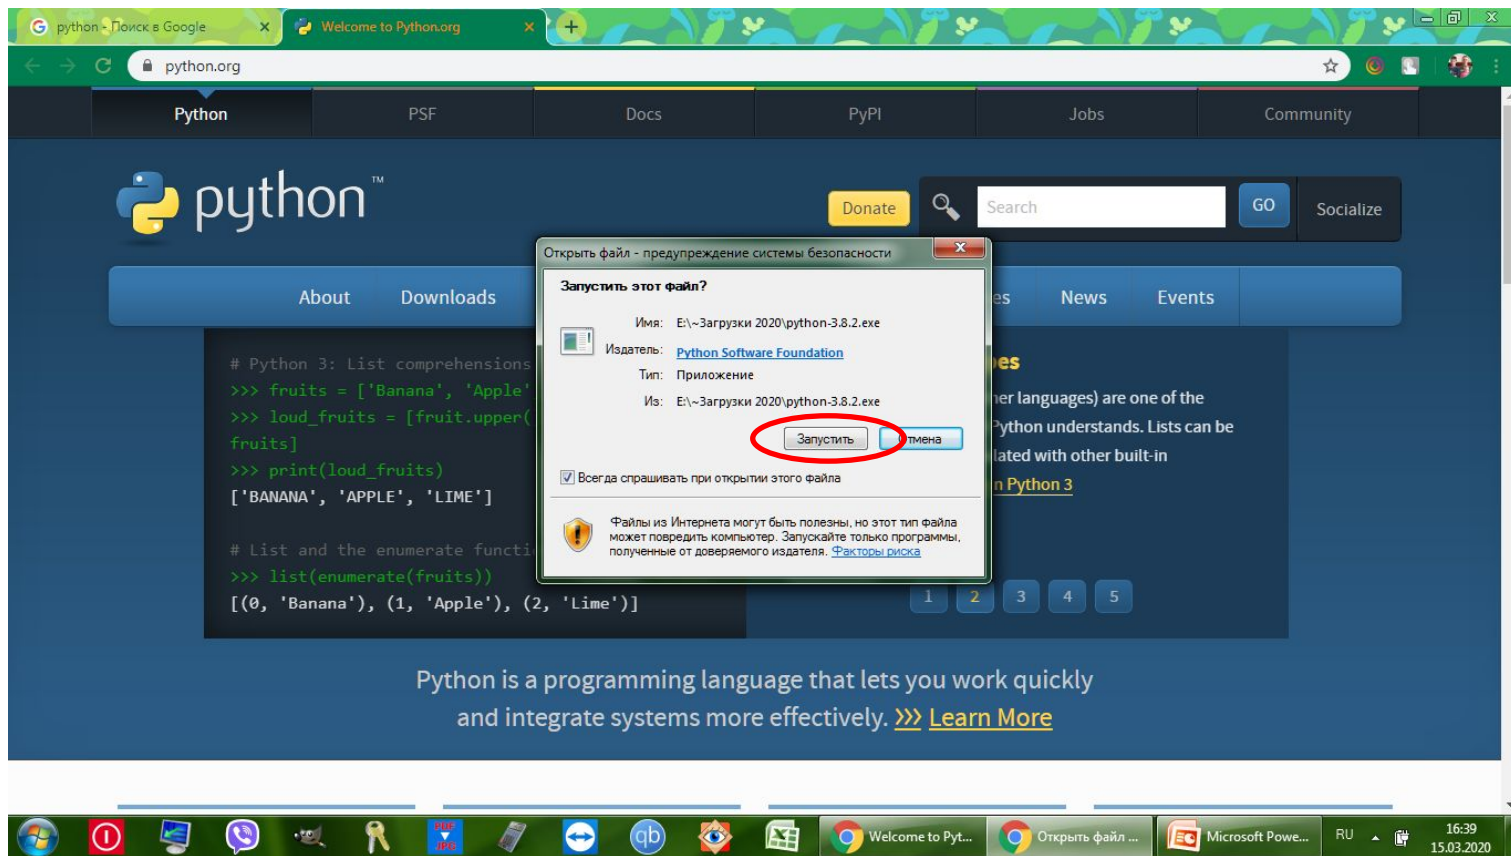 python - Поиск в Google
Welcome to Python.org
python.org
Python PSF Docs PyPI Jobs Community
python™
Donate Search GO Socialize
About Downloads es News Events
Открыть файл - предупреждение системы безопасности
Запустить этот файл?
Имя: E:\~Загрузки 2020\python-3.8.2.exe
Издатель: Python Software Foundation
Тип: Приложение
Из: E:\~Загрузки 2020\python-3.8.2.exe
Запустить Отмена
Всегда спрашивать при открытии этого файла
Файлы из Интернета могут быть полезны, но этот тип файла
может повредить компьютер. Запускайте только программы,
полученные от доверяемого издателя. Факторы риска
# Python 3: List comprehensions
>>> fruits = ['Banana', 'Apple'
>>> loud_fruits = [fruit.upper(
fruits]
>>> print(loud_fruits)
['BANANA', 'APPLE', 'LIME']
# List and the enumerate functi
>>> list(enumerate(fruits))
[(0, 'Banana'), (1, 'Apple'), (2, 'Lime')]
pes
her languages) are one of the
Python understands. Lists can be
lated with other built-in
n Python 3
1 2 3 4 5
Python is a programming language that lets you work quickly
and integrate systems more effectively. >>> Learn More
PDF
JPG
qb
Welcome to Pyt...
Открыть файл ...
Microsoft Powe...
RU
16:39
15.03.2020